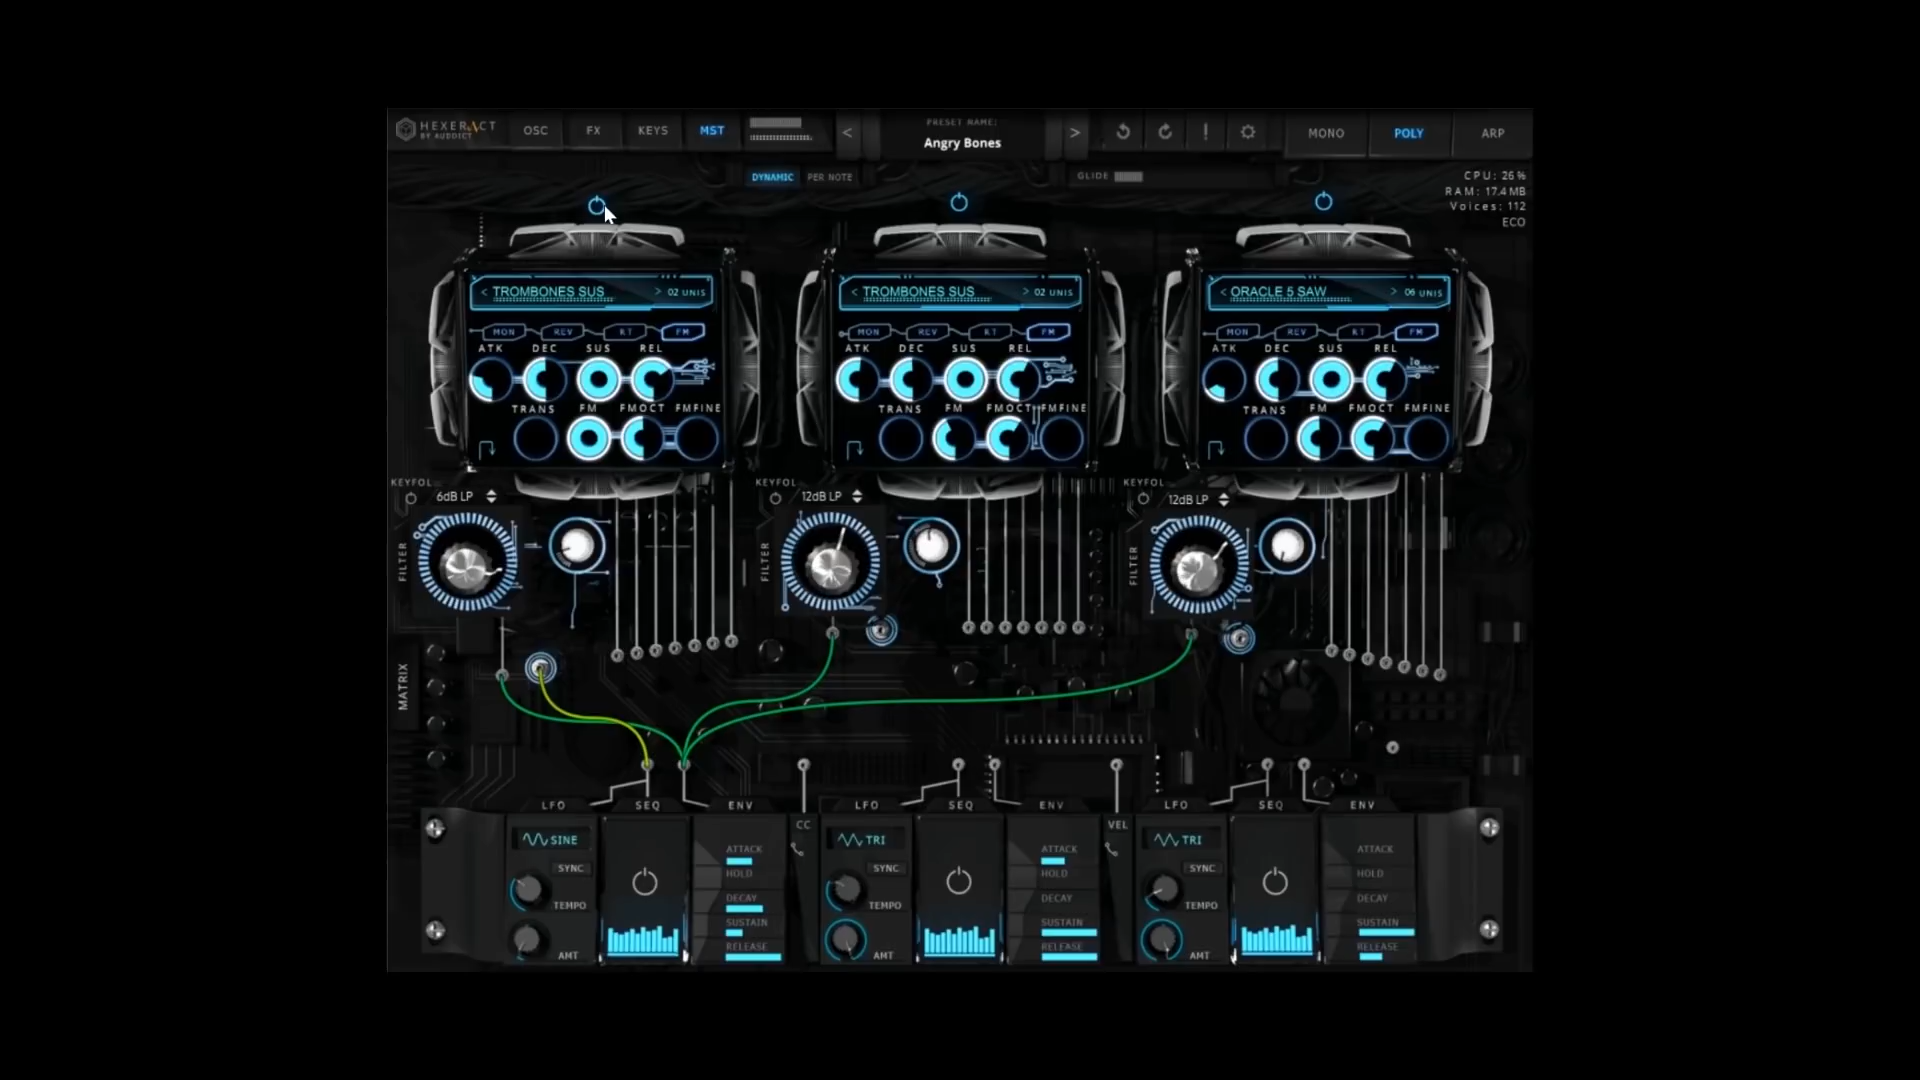 HEXERACT
BY AUDDICT
OSC FX KEYS MST
< PRESET NAME: >
Angry Bones
MONO POLY ARP
DYNAMIC PER NOTE
GLIDE
CPU: 26%
RAM: 17.4MB
Voices: 112
ECO
< TROMBONES SUS > 02 UNIS
MON REV KT FM
ATK DEC SUS REL
TRANS FM FMOCT FMFINE
< TROMBONES SUS > 02 UNIS
MON REV KT FM
ATK DEC SUS REL
TRANS FM FMOCT FMFINE
< ORACLE 5 SAW > 06 UNIS
MON REV KT FM
ATK DEC SUS REL
TRANS FM FMOCT FMFINE
KEYFOL
6dB LP
FILTER
KEYFOL
12dB LP
FILTER
KEYFOL
12dB LP
FILTER
MATRIX
LFO SEQ ENV
SINE
SYNC
TEMPO
AMT
ATTACK
HOLD
DECAY
SUSTAIN
RELEASE
CC
LFO SEQ ENV
TRI
SYNC
TEMPO
AMT
ATTACK
HOLD
DECAY
SUSTAIN
RELEASE
VEL
LFO SEQ ENV
TRI
SYNC
TEMPO
AMT
ATTACK
HOLD
DECAY
SUSTAIN
RELEASE